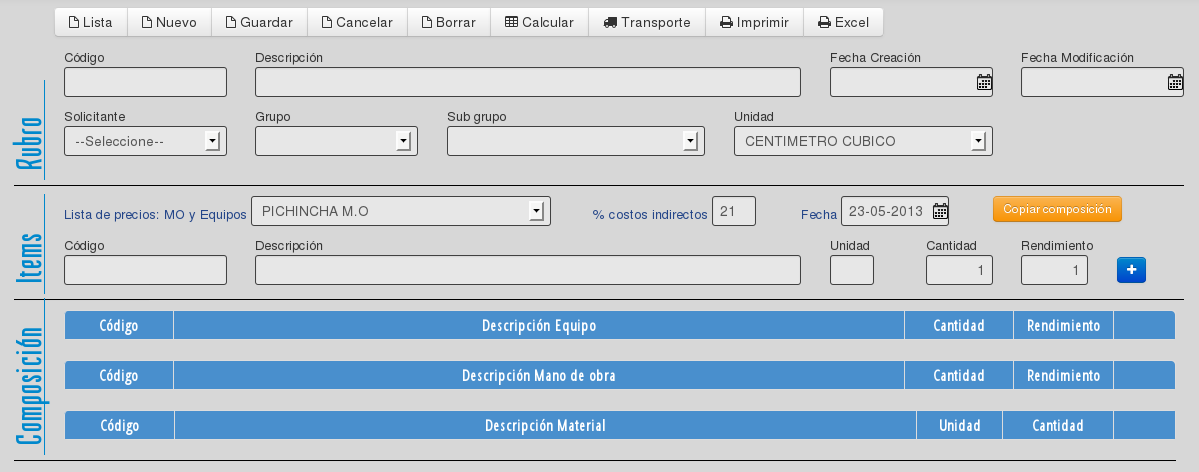 Lista Nuevo Guardar Cancelar Borrar Calcular Transporte Imprimir Excel
Rubro
Código Descripción Fecha Creación Fecha Modificación
Solicitante Grupo Sub grupo Unidad
--Seleccione-- CENTIMETRO CUBICO
Items
Lista de precios: MO y Equipos PICHINCHA M.O % costos indirectos 21 Fecha 23-05-2013 Copiar composición
Código Descripción Unidad Cantidad Rendimiento
1 1 +
Composición
Código Descripción Equipo Cantidad Rendimiento
Código Descripción Mano de obra Cantidad Rendimiento
Código Descripción Material Unidad Cantidad